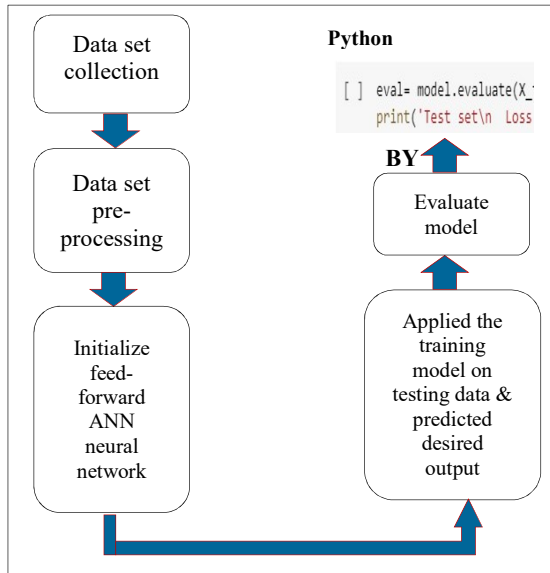 Data set
collection
Data set
pre-
processing
Initialize
feed-
forward
ANN
neural
network
Applied the
training
model on
testing data &
predicted
desired
output
Evaluate
model
BY
Python
[ ] eval= model.evaluate(X_
print('Test set\n Loss